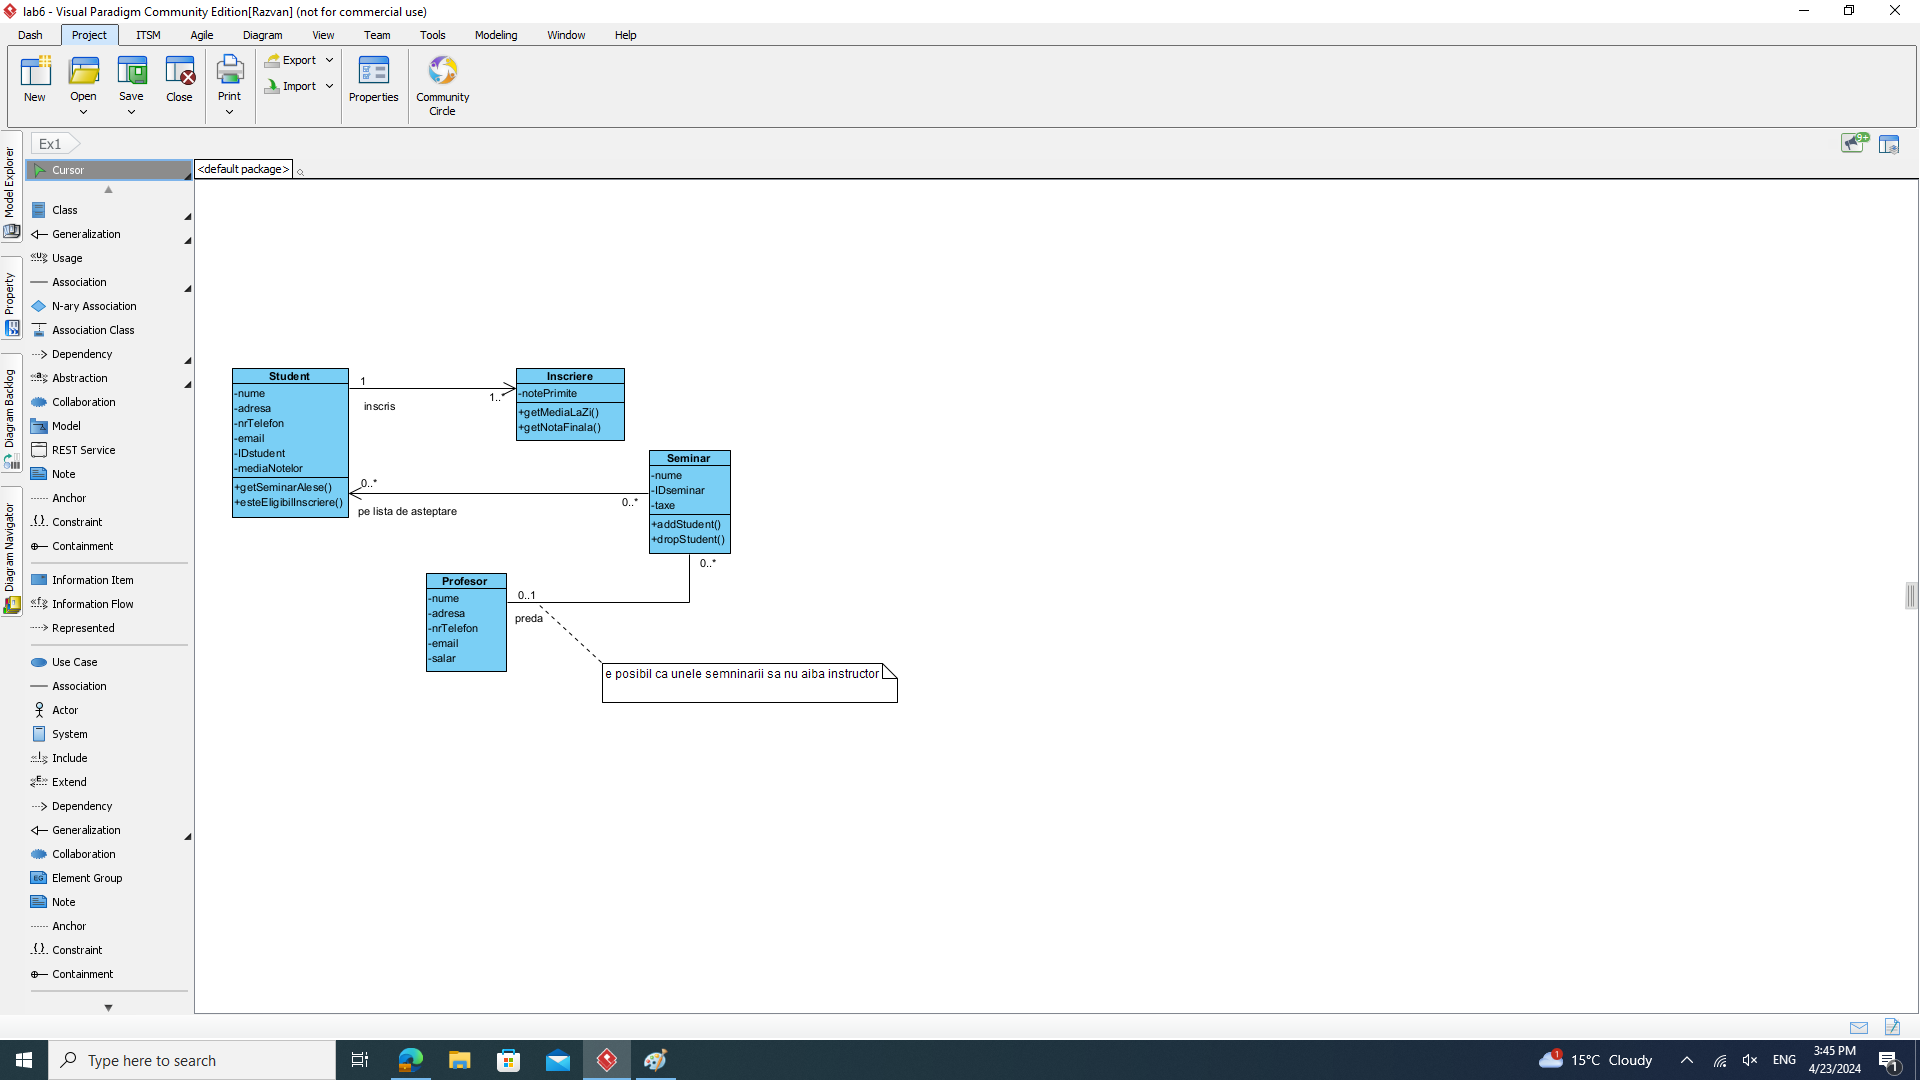 lab6 - Visual Paradigm Community Edition[Razvan] (not for commercial use)
Dash Project ITSM Agile Diagram View Team Tools Modeling Window Help
New Open Save Close Print Export Import Properties Community Circle
Ex1
9+
Model Explorer
Property
Diagram Backlog
Diagram Navigator
<default package>
Cursor
Class
Generalization
Usage
Association
N-ary Association
Association Class
Dependency
Abstraction
Collaboration
Model
REST Service
Note
Anchor
Constraint
Containment
Information Item
Information Flow
Represented
Use Case
Association
Actor
System
Include
Extend
Dependency
Generalization
Collaboration
Element Group
Note
Anchor
Constraint
Containment
Student
-nume
-adresa
-nrTelefon
-email
-IDstudent
-mediaNotelor
+getSeminarAlese()
+esteEligibilInscriere()
1
inscris
1..*
Inscriere
-notePrimite
+getMediaLaZi()
+getNotaFinala()
0..*
pe lista de asteptare
0..*
Seminar
-nume
-IDseminar
-taxe
+addStudent()
+dropStudent()
0..*
Profesor
-nume
-adresa
-nrTelefon
-email
-salar
0..1
preda
e posibil ca unele semninarii sa nu aiba instructor
Type here to search
1
15°C Cloudy
ENG
3:45 PM
4/23/2024
1